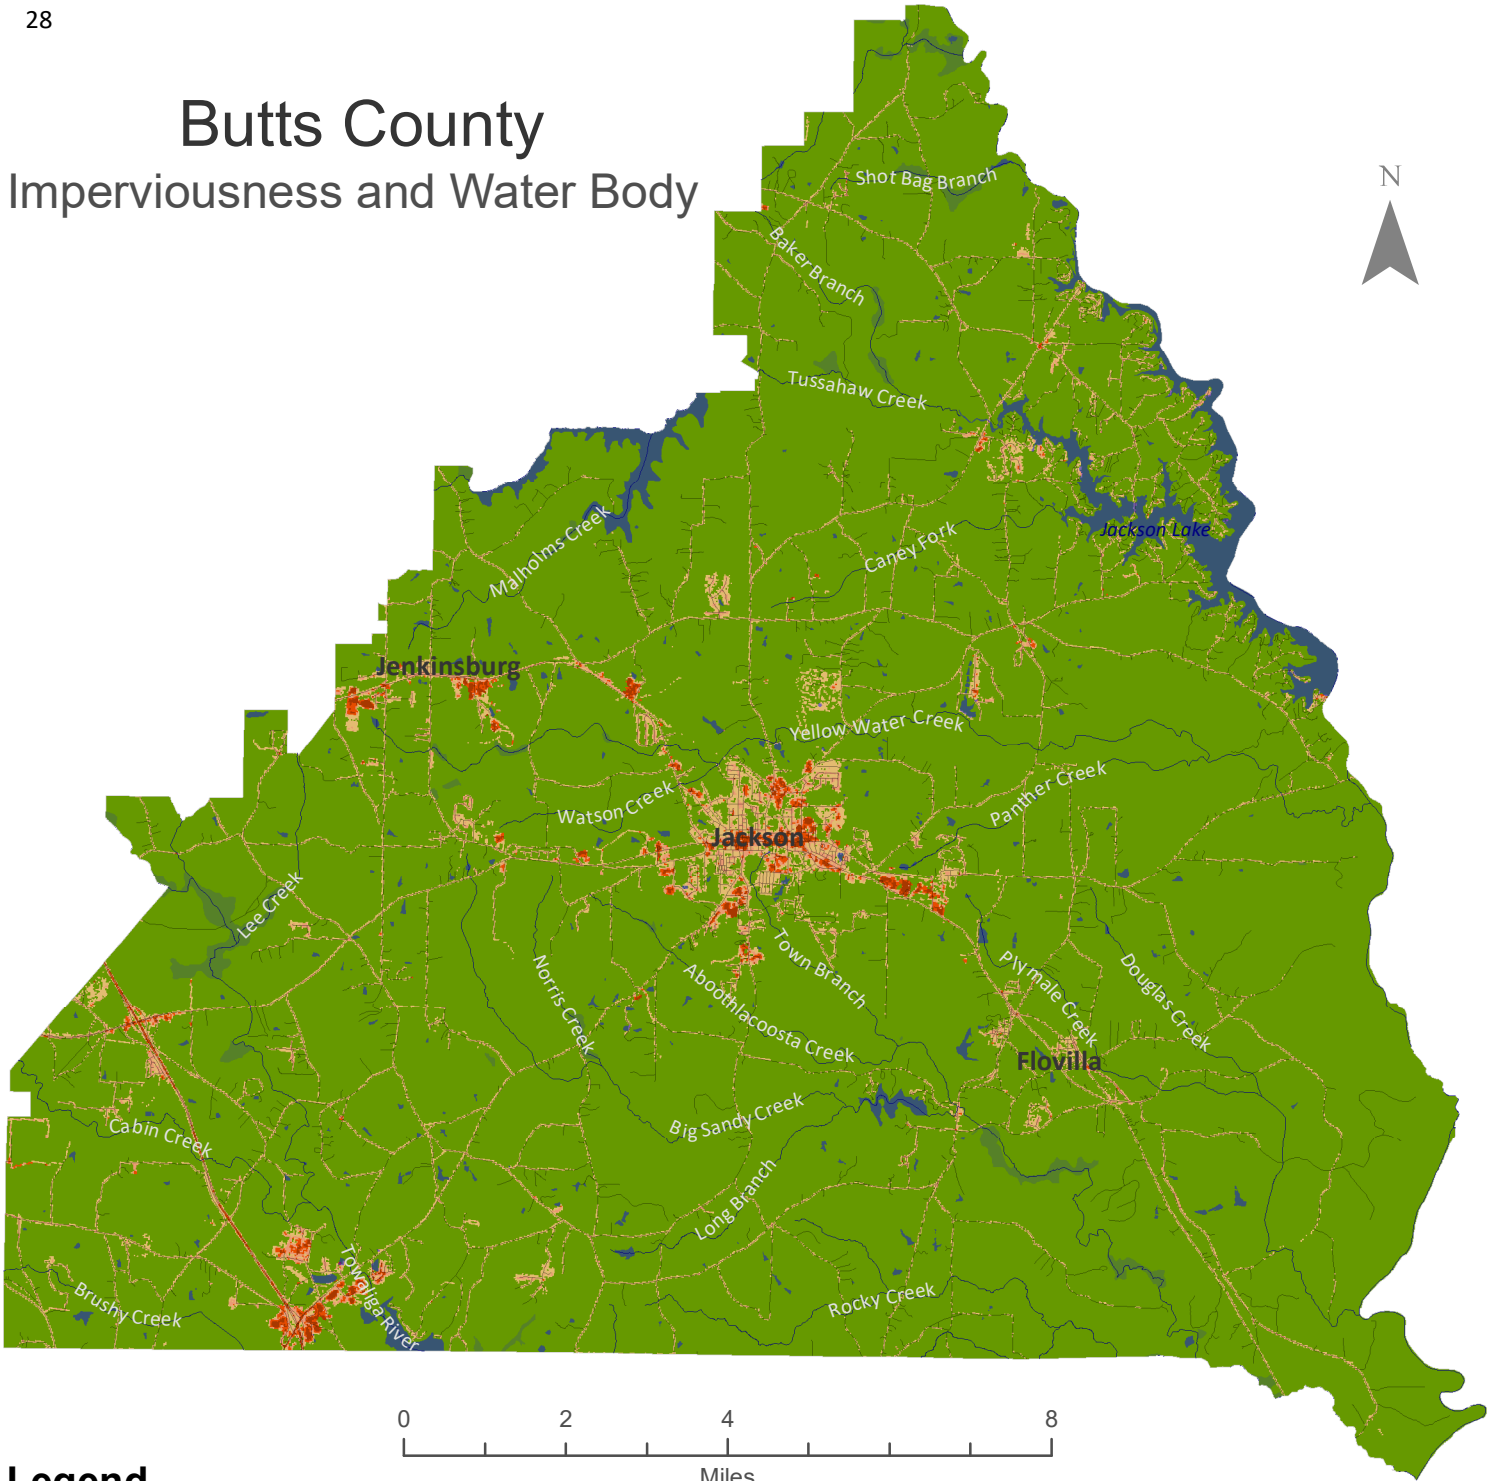 28
Butts County
Imperviousness and Water Body
N
Shot Bag Branch
Baker Branch
Tussahaw Creek
Jackson Lake
Caney Fork
Malholms Creek
Jenkinsburg
Yellow Water Creek
Panther Creek
Watson Creek
Jackson
Lee Creek
Norris Creek
Town Branch
Aboothlacoosta Creek
Plymale Creek
Douglas Creek
Flovilla
Big Sandy Creek
Cabin Creek
Long Branch
Towaliga River
Brushy Creek
Rocky Creek
0 2 4 8
Miles
Legend